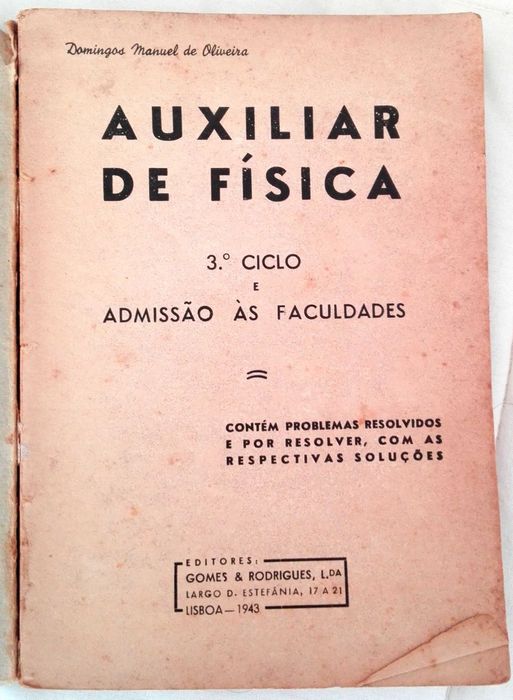 Domingos Manuel de Oliveira
AUXILIAR
DE FÍSICA
3.º CICLO
E
ADMISSÃO ÀS FACULDADES
CONTÉM PROBLEMAS RESOLVIDOS
E POR RESOLVER, COM AS
RESPECTIVAS SOLUÇÕES
EDITORES:
GOMES & RODRIGUES, L.DA
LARGO D. ESTEFÂNIA, 17 A 21
LISBOA — 1943